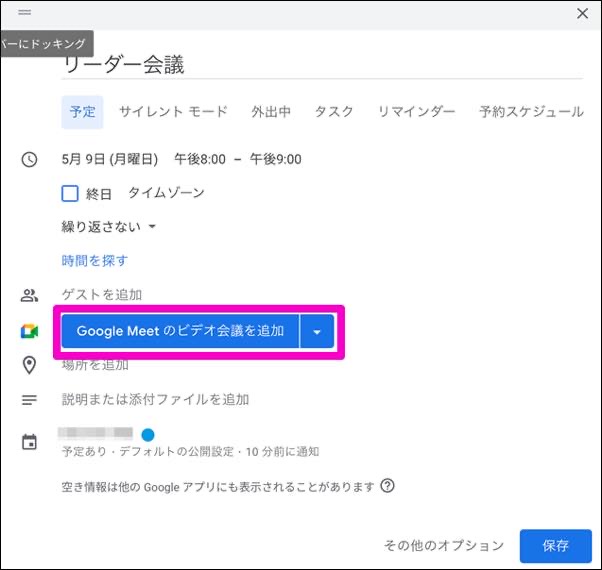 バーにドッキング
リーダー会議
予定 サイレント モード 外出中 タスク リマインダー 予約スケジュール
5月 9日 (月曜日) 午後8:00 – 午後9:00
終日 タイムゾーン
繰り返さない
時間を探す
ゲストを追加
Google Meet のビデオ会議を追加
場所を追加
説明または添付ファイルを追加
予定あり・デフォルトの公開設定・10 分前に通知
空き情報は他の Google アプリにも表示されることがあります
その他のオプション 保存